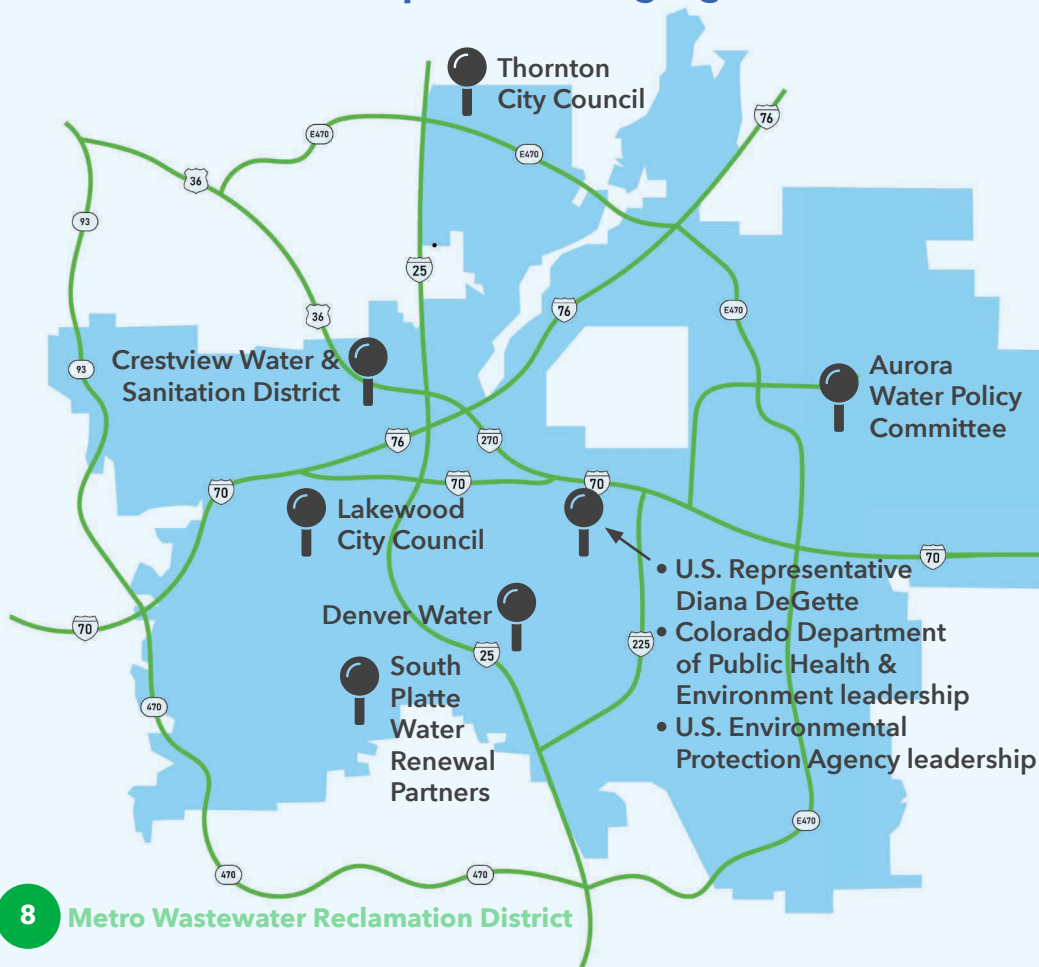 Thornton
City Council
76
E470
E470
36
93
25
36
76
E470
93
Crestview Water &
Sanitation District
Aurora
Water Policy
Committee
76
270
70
70
70
Lakewood
City Council
70
• U.S. Representative
Diana DeGette
• Colorado Department
of Public Health &
Environment leadership
• U.S. Environmental
Protection Agency leadership
Denver Water
70
25
225
South
Platte
Water
Renewal
Partners
470
E470
470
470
8
Metro Wastewater Reclamation District